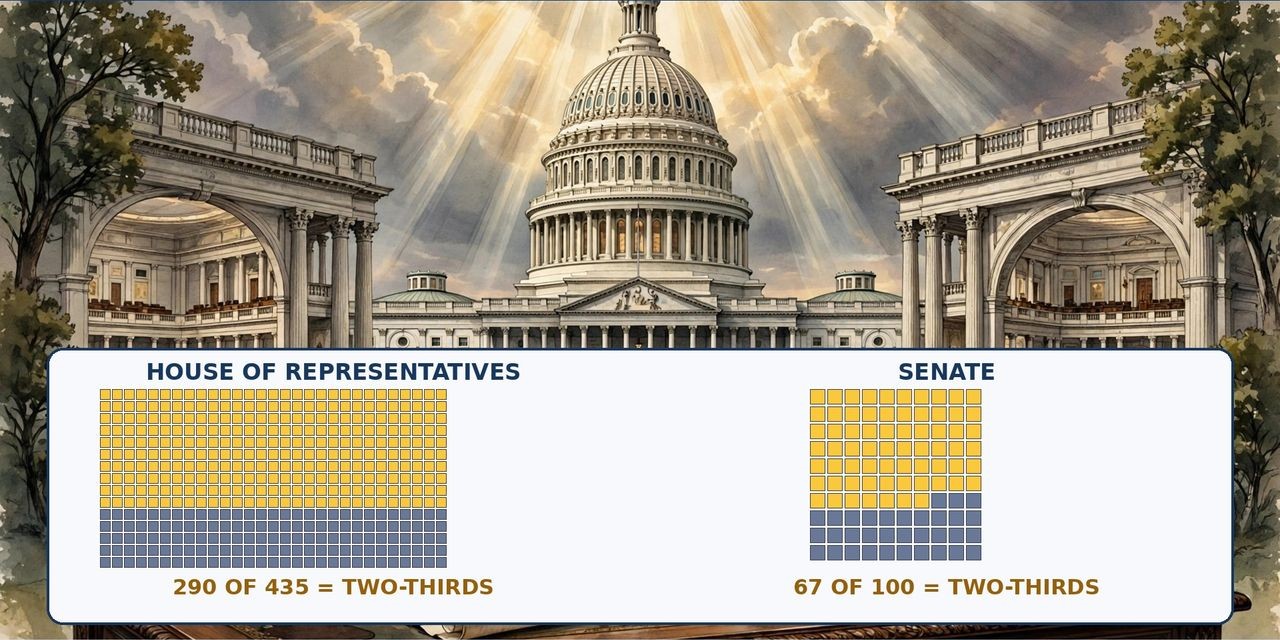 HOUSE OF REPRESENTATIVES
SENATE
290 OF 435 = TWO-THIRDS
67 OF 100 = TWO-THIRDS